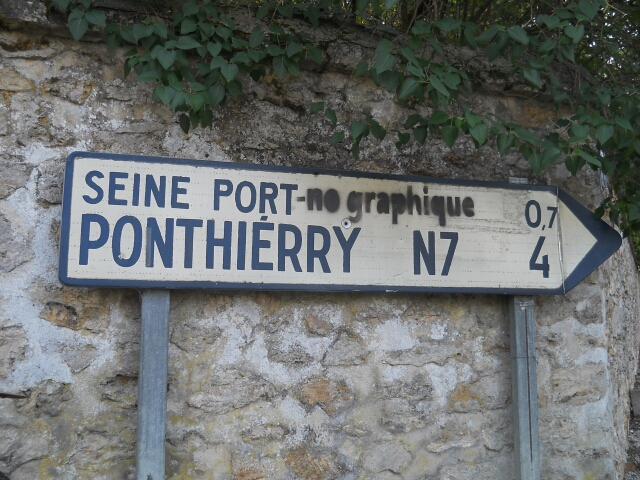 SEINE PORT-no graphique 0,7
PONTHIÉRRY N7 4